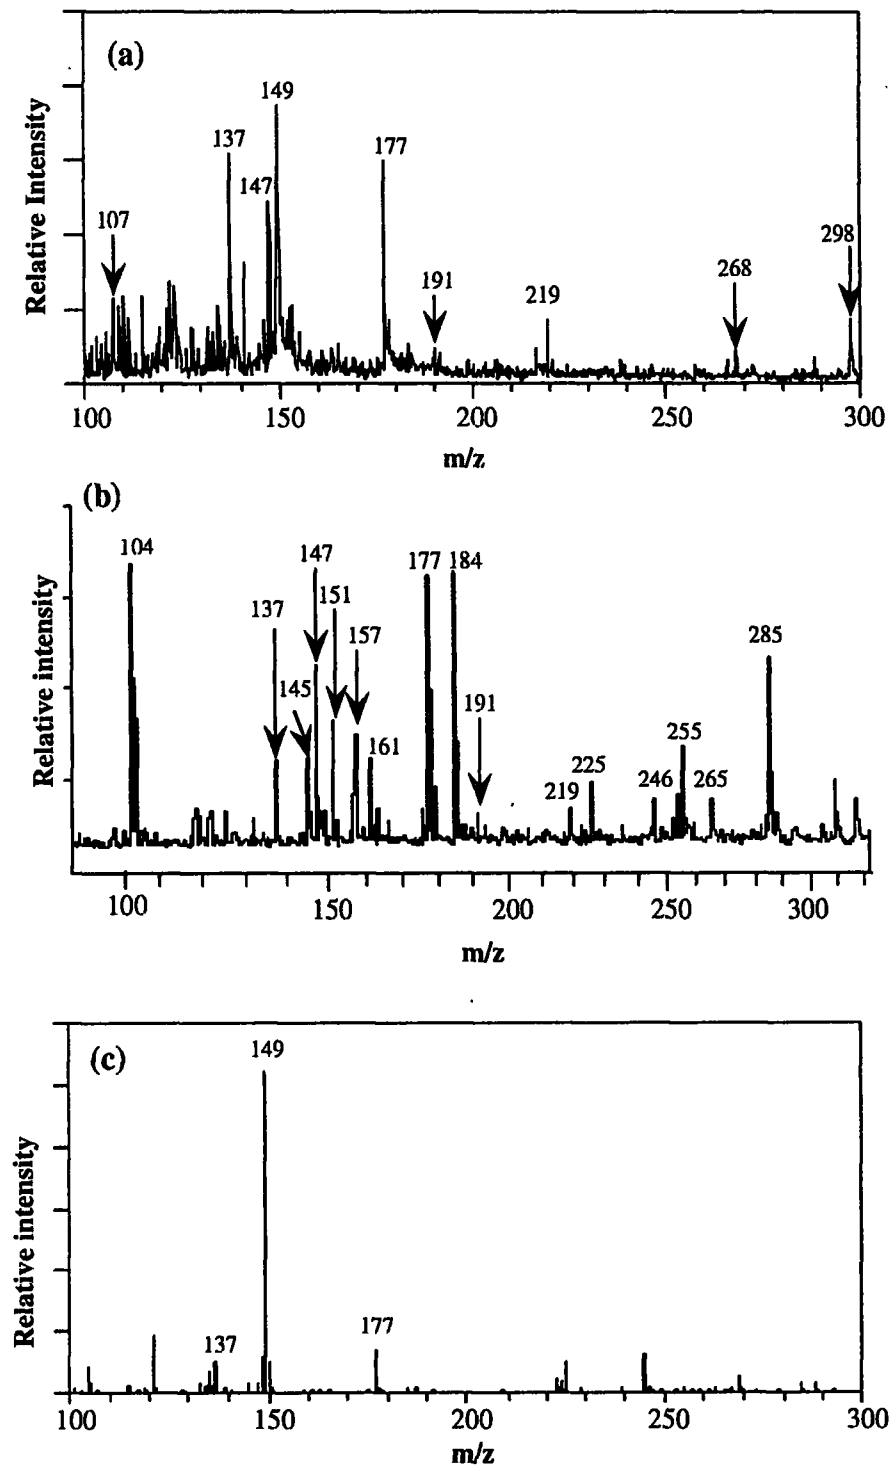 (a)
Relative Intensity
149
137
177
147
107
298
191
268
219
100 150 200 250 300
m/z
(b)
Relative intensity
104
147
177 184
151
137
157
285
145
191
255
161
225
246 265
219
100 150 200 250 300
m/z
(c)
Relative intensity
149
177
137
100 150 200 250 300
m/z